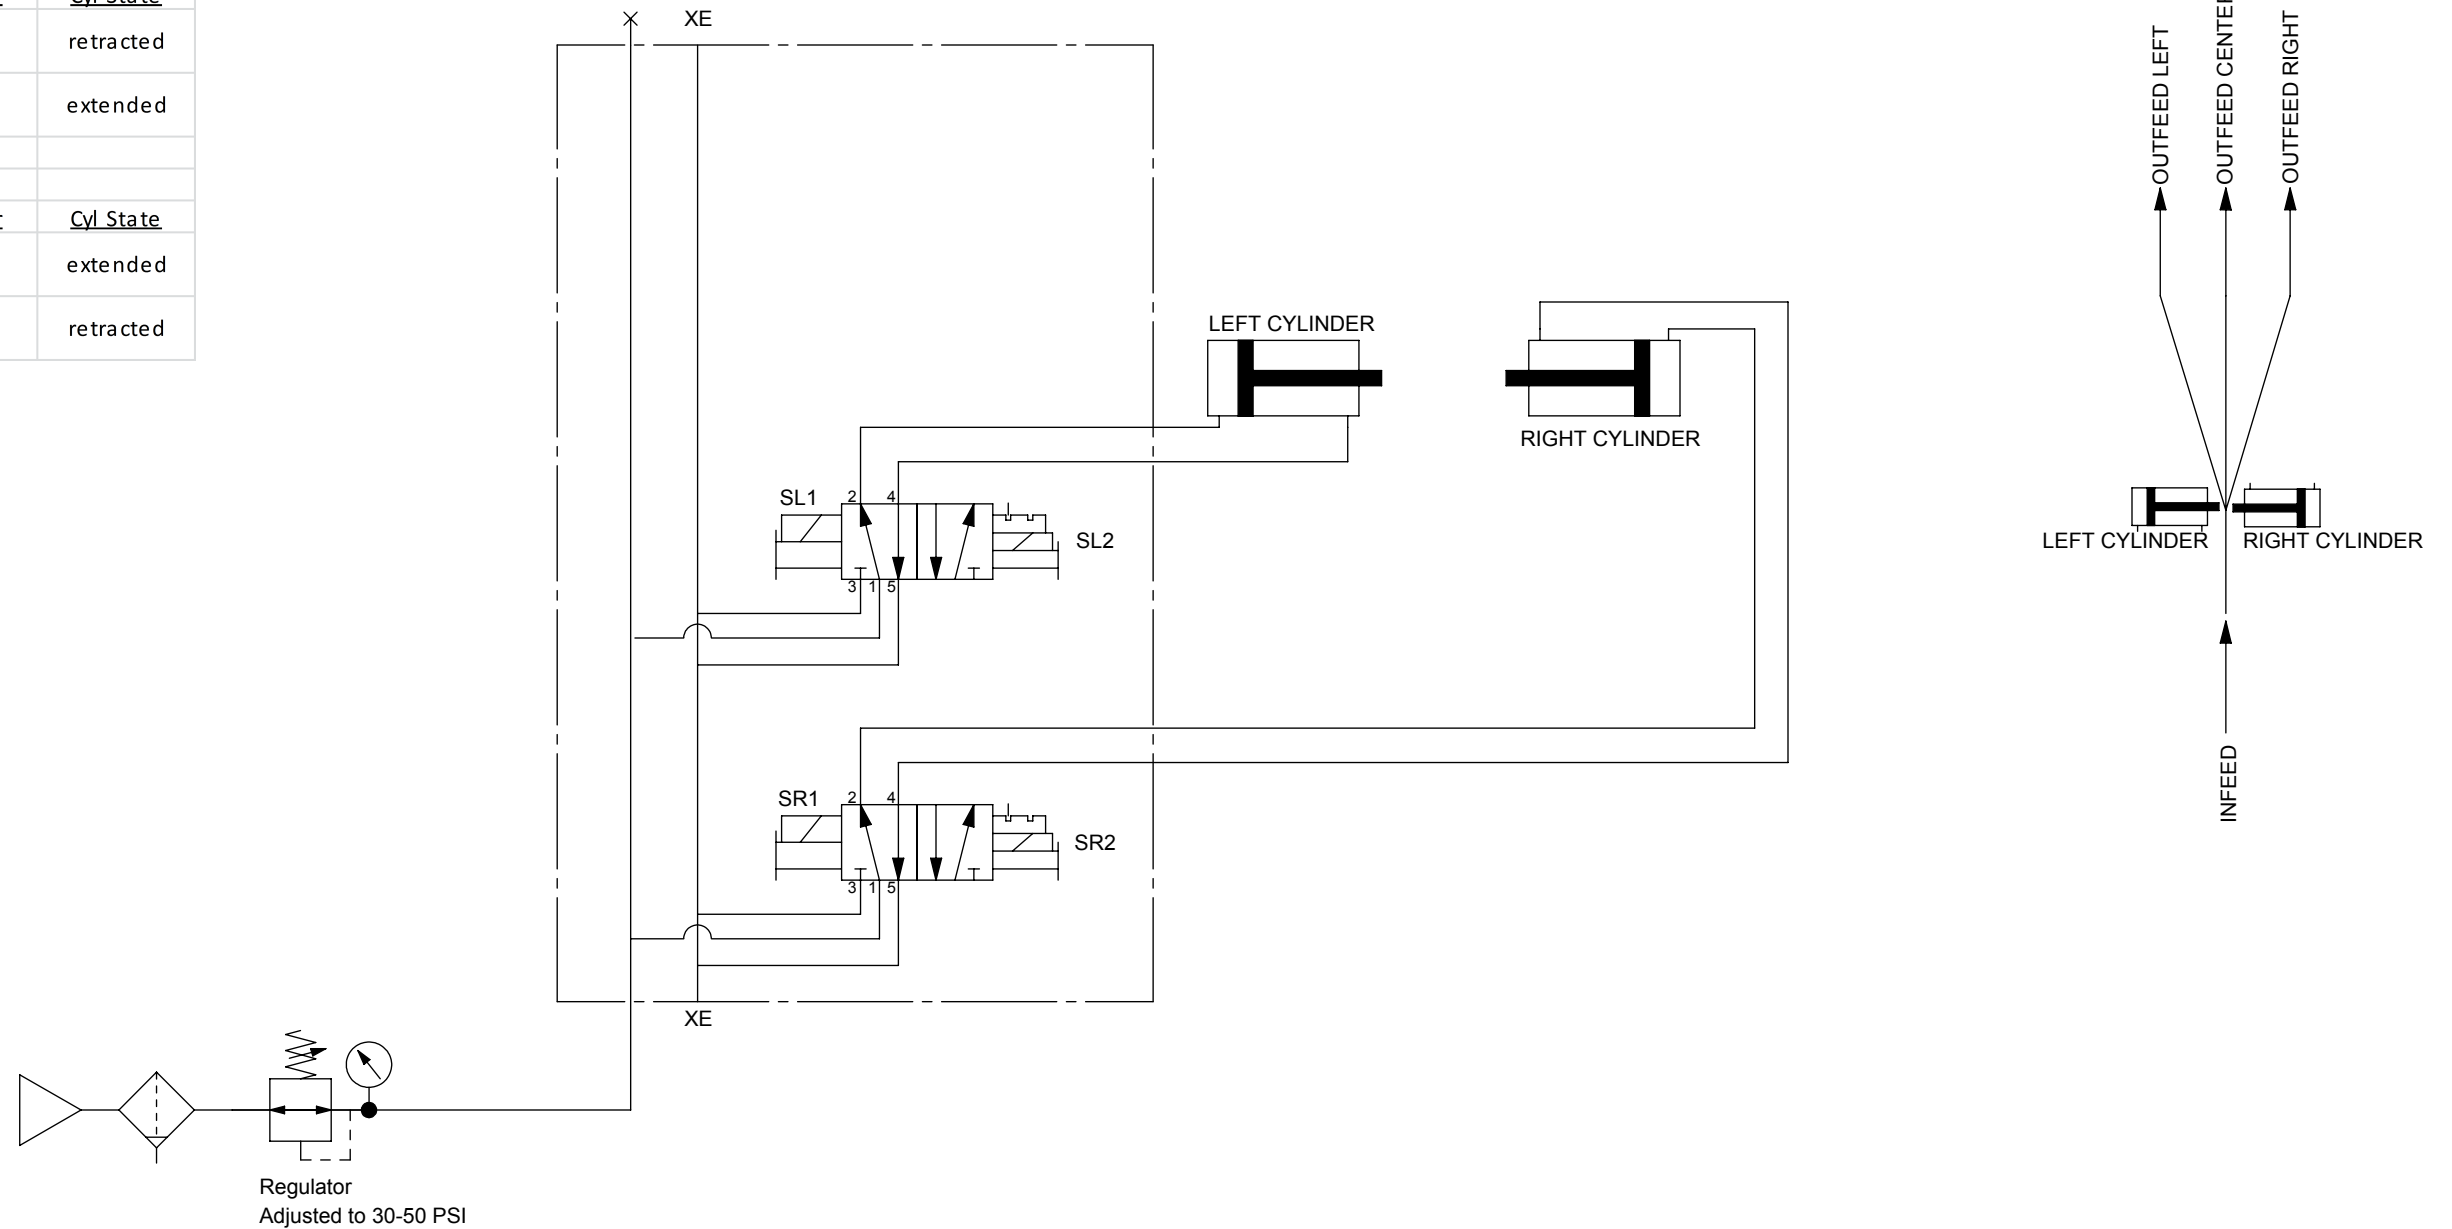 Cyl State
retracted
extended
Cyl State
extended
retracted
XE
LEFT CYLINDER
RIGHT CYLINDER
SL1
2
4
SL2
3
1
5
SR1
2
4
SR2
3
1
5
XE
Regulator
Adjusted to 30-50 PSI
OUTFEED LEFT
OUTFEED CENTER
OUTFEED RIGHT
LEFT CYLINDER
RIGHT CYLINDER
INFEED